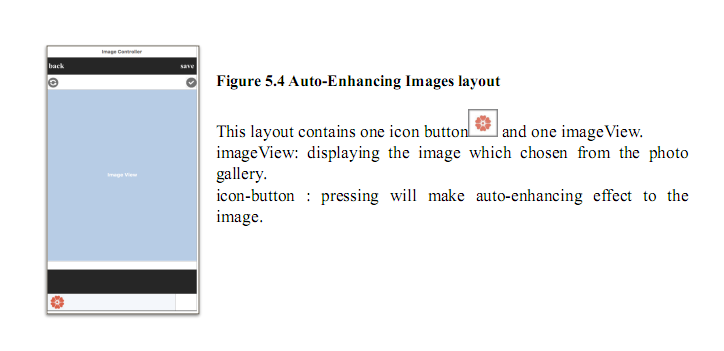 Image Controller
back save
Image View
Figure 5.4 Auto-Enhancing Images layout
This layout contains one icon button and one imageView.
imageView: displaying the image which chosen from the photo
gallery.
icon-button : pressing will make auto-enhancing effect to the
image.